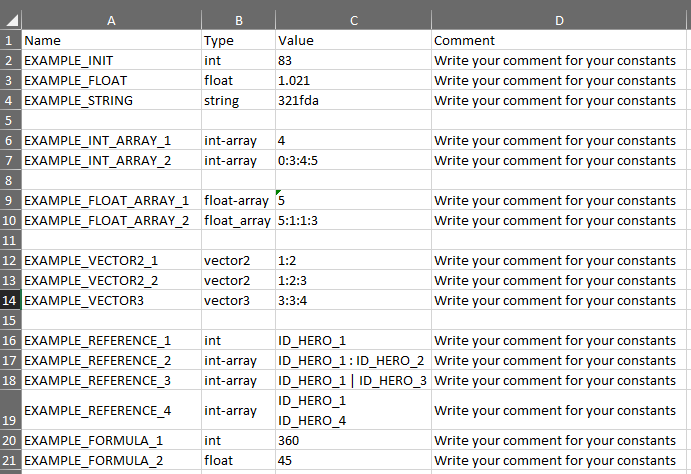 A B C D
1 Name Type Value Comment
2 EXAMPLE_INIT int 83 Write your comment for your constants
3 EXAMPLE_FLOAT float 1.021 Write your comment for your constants
4 EXAMPLE_STRING string 321fda Write your comment for your constants
5
6 EXAMPLE_INT_ARRAY_1 int-array 4 Write your comment for your constants
7 EXAMPLE_INT_ARRAY_2 int-array 0:3:4:5 Write your comment for your constants
8
9 EXAMPLE_FLOAT_ARRAY_1 float-array 5 Write your comment for your constants
10 EXAMPLE_FLOAT_ARRAY_2 float_array 5:1:1:3 Write your comment for your constants
11
12 EXAMPLE_VECTOR2_1 vector2 1:2 Write your comment for your constants
13 EXAMPLE_VECTOR2_2 vector2 1:2:3 Write your comment for your constants
14 EXAMPLE_VECTOR3 vector3 3:3:4 Write your comment for your constants
15
16 EXAMPLE_REFERENCE_1 int ID_HERO_1 Write your comment for your constants
17 EXAMPLE_REFERENCE_2 int-array ID_HERO_1 : ID_HERO_2 Write your comment for your constants
18 EXAMPLE_REFERENCE_3 int-array ID_HERO_1 | ID_HERO_3 Write your comment for your constants
ID_HERO_1
19 EXAMPLE_REFERENCE_4 int-array ID_HERO_4 Write your comment for your constants
20 EXAMPLE_FORMULA_1 int 360 Write your comment for your constants
21 EXAMPLE_FORMULA_2 float 45 Write your comment for your constants